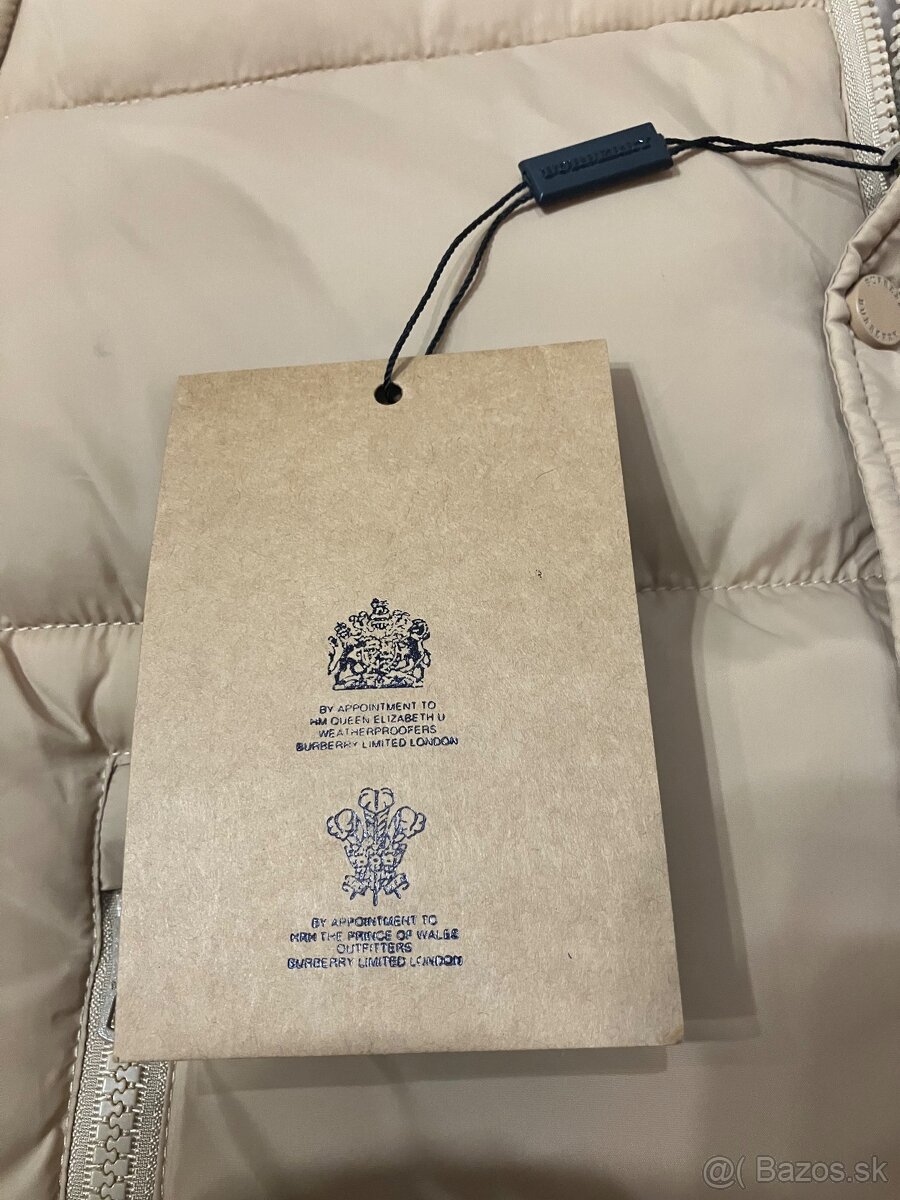 BURBERRY
BY APPOINTMENT TO
HM QUEEN ELIZABETH U
WEATHERPROOFERS
BURBERRY LIMITED LONDON
BY APPOINTMENT TO
HRH THE PRINCE OF WALES
OUTFITTERS
BURBERRY LIMITED LONDON
@( Bazos.sk